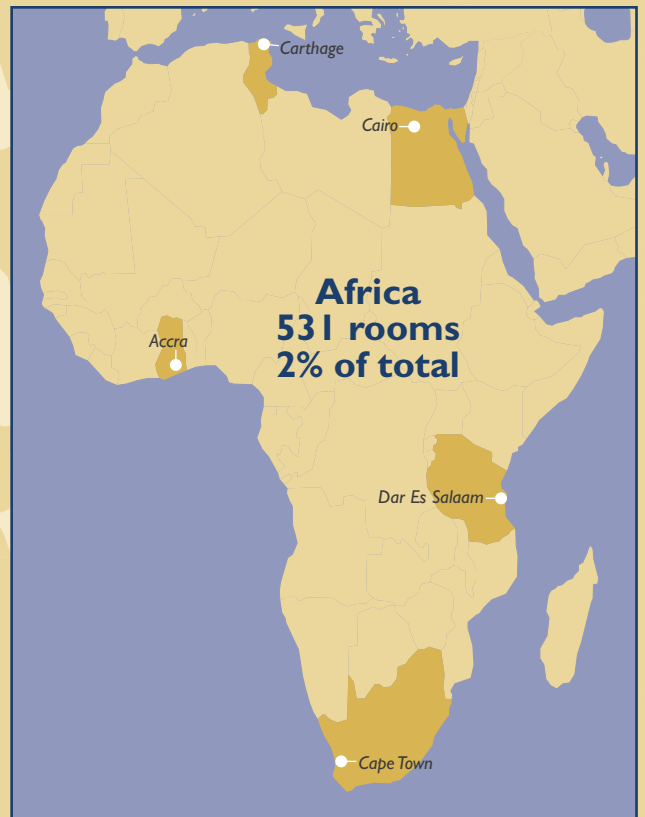 Carthage
Cairo
Africa
531 rooms
2% of total
Accra
Dar Es Salaam
Cape Town